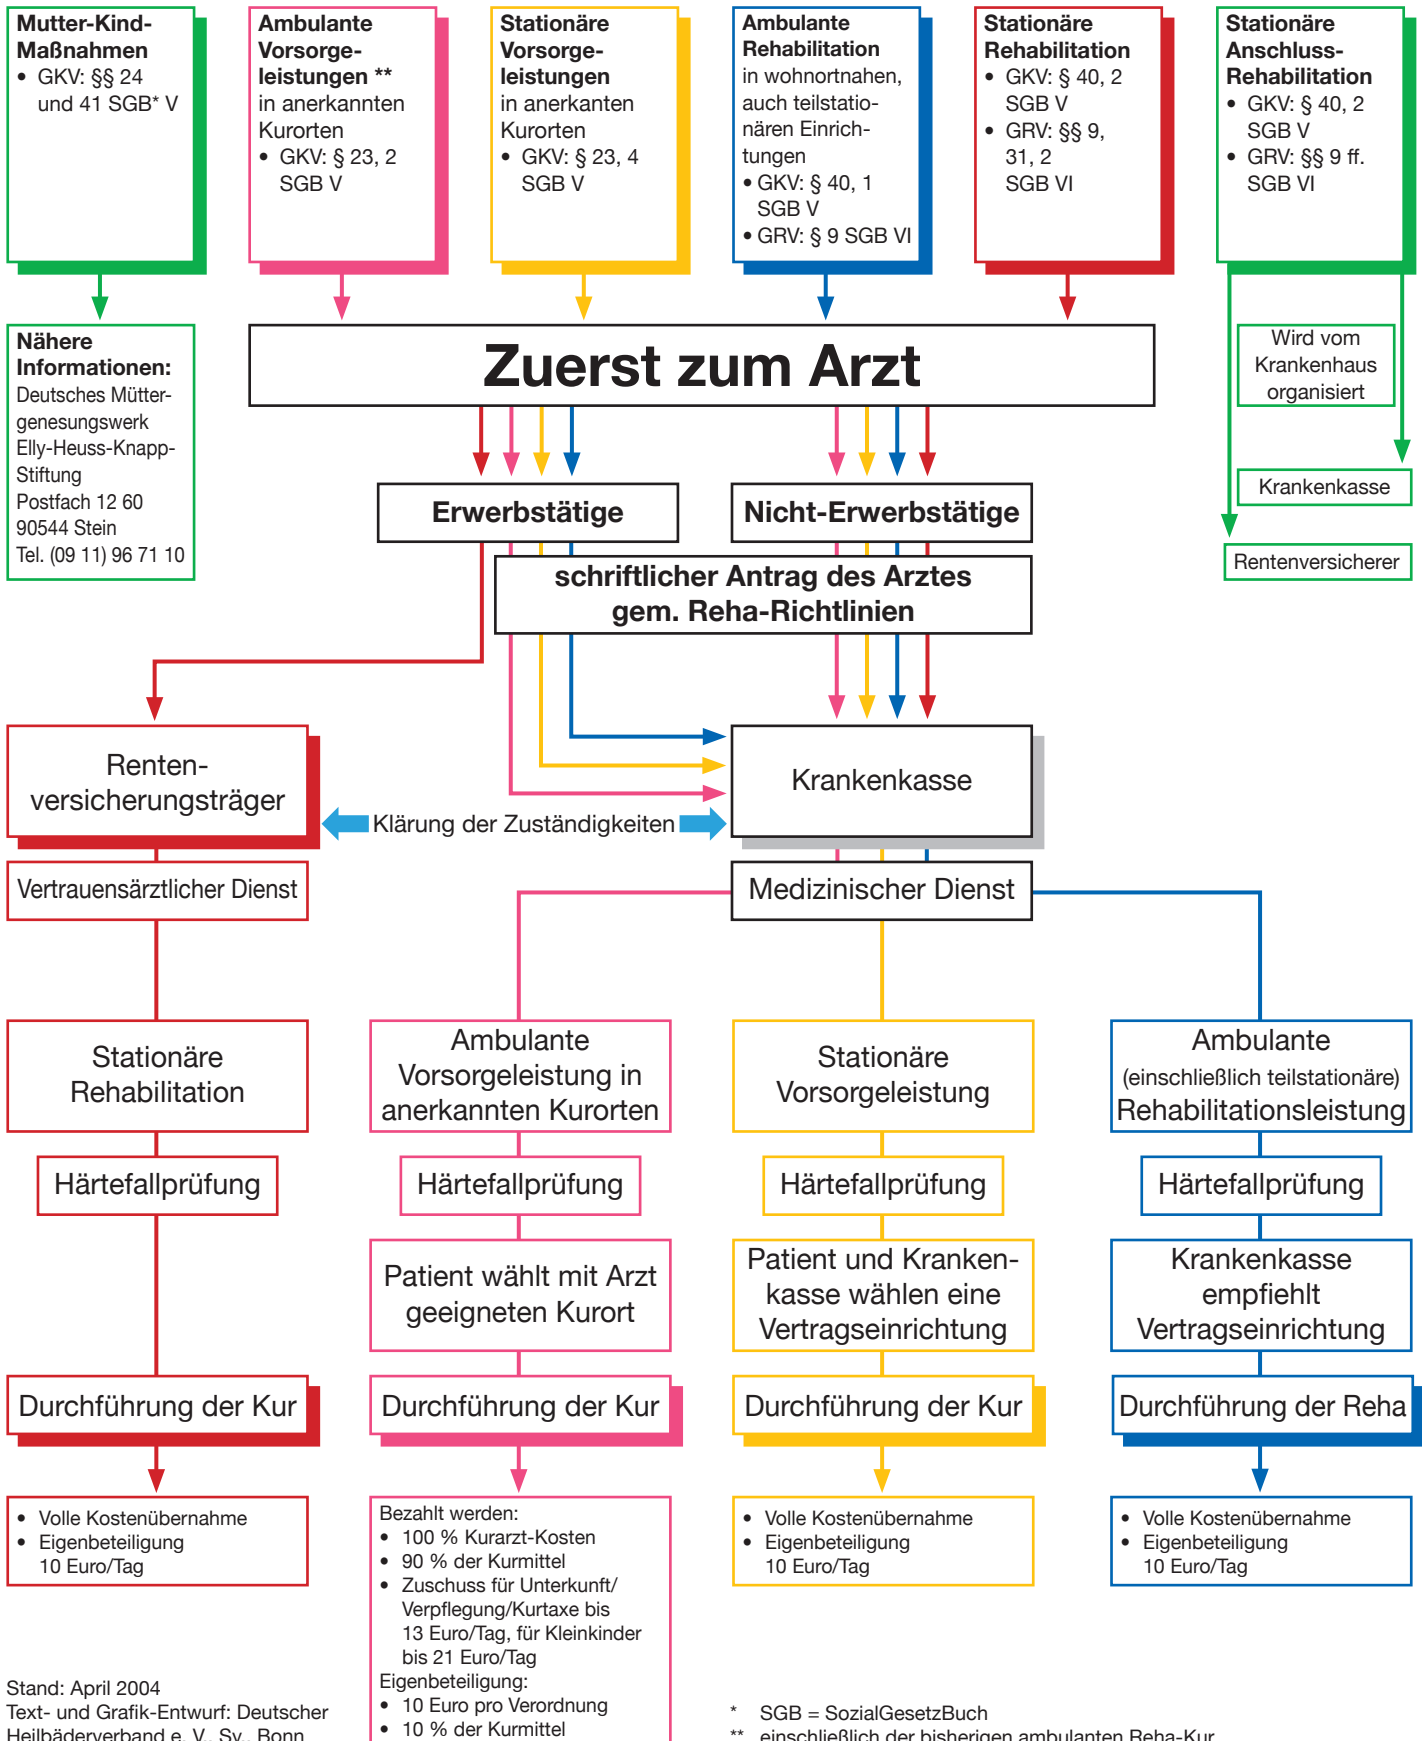 Mutter-Kind-
Maßnahmen
• GKV: §§ 24
und 41 SGB* V
Ambulante
Vorsorge-
leistungen **
in anerkannten
Kurorten
• GKV: § 23, 2
SGB V
Stationäre
Vorsorge-
leistungen
in anerkanten
Kurorten
• GKV: § 23, 4
SGB V
Ambulante
Rehabilitation
in wohnortnahen,
auch teilstatio-
nären Einrich-
tungen
• GKV: § 40, 1
SGB V
• GRV: § 9 SGB VI
Stationäre
Rehabilitation
• GKV: § 40, 2
SGB V
• GRV: §§ 9,
31, 2
SGB VI
Stationäre
Anschluss-
Rehabilitation
• GKV: § 40, 2
SGB V
• GRV: §§ 9 ff.
SGB VI
Nähere
Informationen:
Deutsches Mütter-
genesungswerk
Elly-Heuss-Knapp-
Stiftung
Postfach 12 60
90544 Stein
Tel. (09 11) 96 71 10
Zuerst zum Arzt
Wird vom
Krankenhaus
organisiert
Krankenkasse
Rentenversicherer
Erwerbstätige
Nicht-Erwerbstätige
schriftlicher Antrag des Arztes
gem. Reha-Richtlinien
Renten-
versicherungsträger
Klärung der Zuständigkeiten
Krankenkasse
Vertrauensärztlicher Dienst
Medizinischer Dienst
Stationäre
Rehabilitation
Ambulante
Vorsorgeleistung in
anerkannten Kurorten
Stationäre
Vorsorgeleistung
Ambulante
(einschließlich teilstationäre)
Rehabilitationsleistung
Härtefallprüfung
Härtefallprüfung
Härtefallprüfung
Härtefallprüfung
Patient wählt mit Arzt
geeigneten Kurort
Patient und Kranken-
kasse wählen eine
Vertragseinrichtung
Krankenkasse
empfiehlt
Vertragseinrichtung
Durchführung der Kur
Durchführung der Kur
Durchführung der Kur
Durchführung der Reha
• Volle Kostenübernahme
• Eigenbeteiligung
10 Euro/Tag
Bezahlt werden:
• 100 % Kurarzt-Kosten
• 90 % der Kurmittel
• Zuschuss für Unterkunft/
Verpflegung/Kurtaxe bis
13 Euro/Tag, für Kleinkinder
bis 21 Euro/Tag
Eigenbeteiligung:
• 10 Euro pro Verordnung
• 10 % der Kurmittel
• Volle Kostenübernahme
• Eigenbeteiligung
10 Euro/Tag
• Volle Kostenübernahme
• Eigenbeteiligung
10 Euro/Tag
Stand: April 2004
Text- und Grafik-Entwurf: Deutscher
Heilbäderverband e. V., Sv., Bonn
* SGB = SozialGesetzBuch
** einschließlich der bisherigen ambulanten Reha-Kur